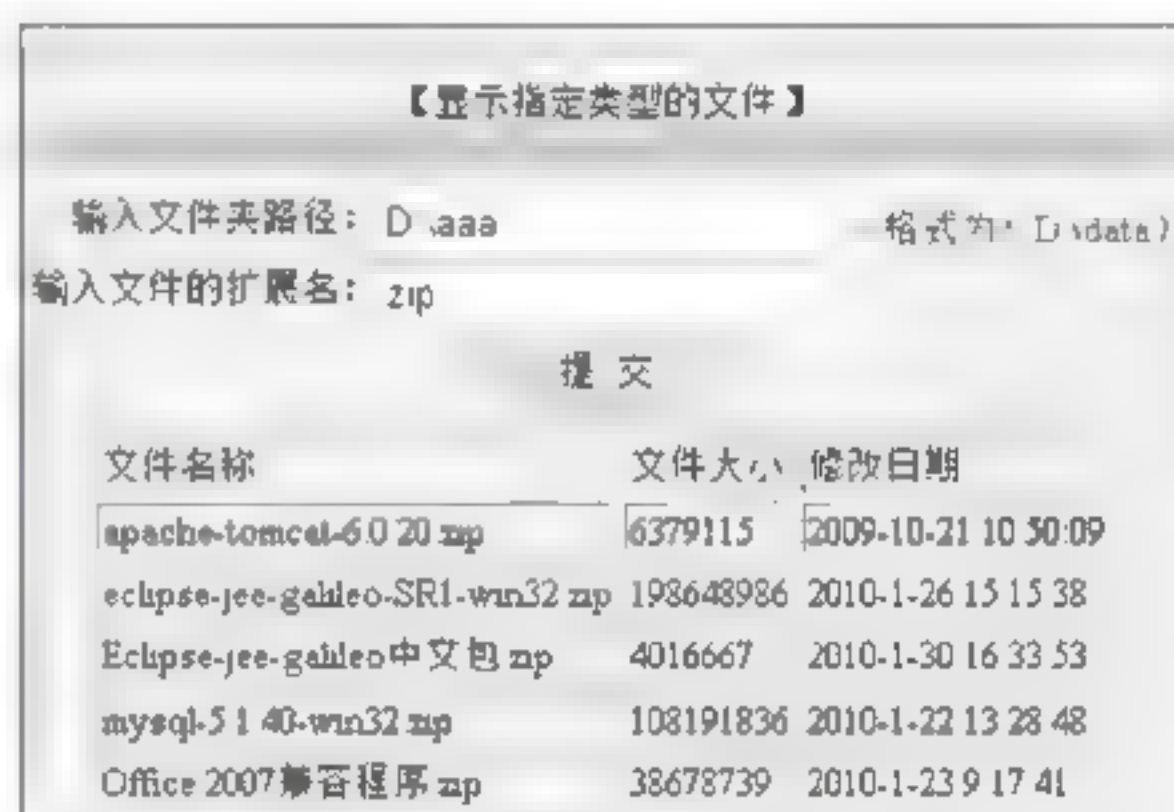 【显示指定类型的文件】
输入文件夹路径： D:\aaa 格式为：D:\data)
输入文件的扩展名： zip
提 交
文件名称 文件大小 修改日期
apache-tomcat-6.0.20.zip 6379115 2009-10-21 10:50:09
eclipse-jee-galileo-SR1-win32.zip 198648986 2010-1-26 15:15:38
Eclipse-jee-galileo中文包.zip 4016667 2010-1-30 16:33:53
mysql-5.1.40-win32.zip 108191836 2010-1-22 13:28:48
Office 2007兼容程序.zip 38678739 2010-1-23 9:17:41